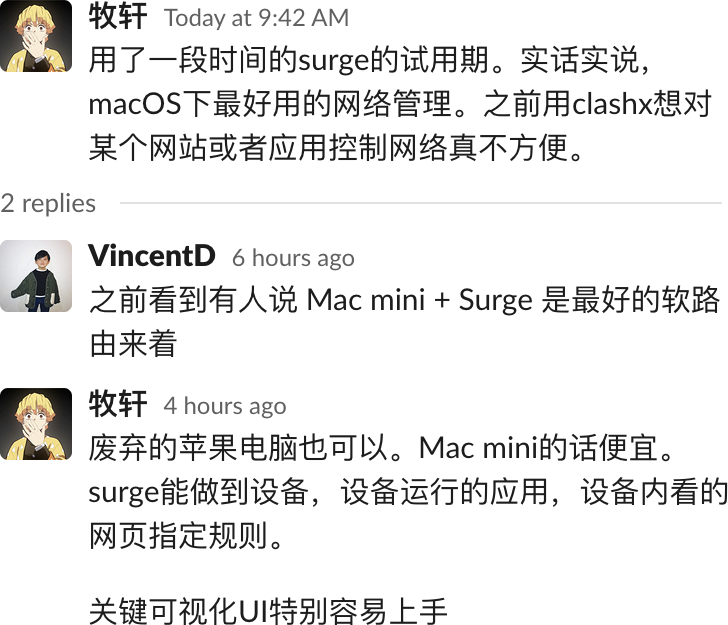 牧轩 Today at 9:42 AM
用了一段时间的surge的试用期。实话实说，
macOS下最好用的网络管理。之前用clashx想对
某个网站或者应用控制网络真不方便。
2 replies
VincentD 6 hours ago
之前看到有人说 Mac mini + Surge 是最好的软路
由来着
牧轩 4 hours ago
废弃的苹果电脑也可以。Mac mini的话便宜。
surge能做到设备，设备运行的应用，设备内看的
网页指定规则。
关键可视化UI特别容易上手